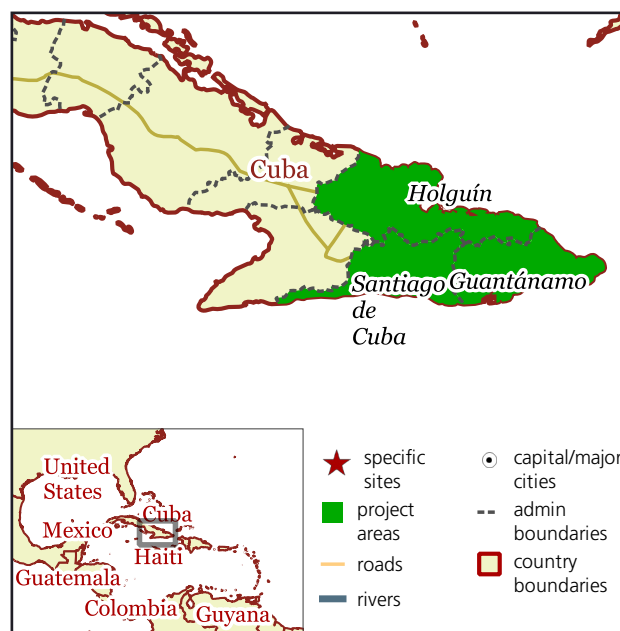 Cuba
Holguín
Santiago
de
Cuba
Guantánamo
United
States
Cuba
Mexico
Haiti
Guatemala
Colombia
Guyana
specific
sites
project
areas
roads
rivers
capital/major
cities
admin
boundaries
country
boundaries